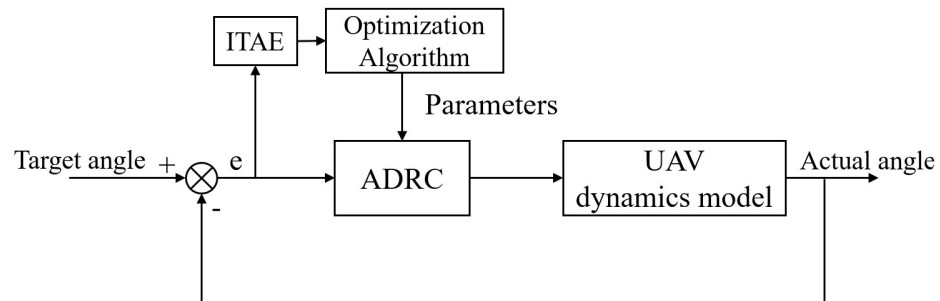 ITAE
Optimization
Algorithm
Parameters
Target angle
+
e
-
ADRC
UAV
dynamics model
Actual angle